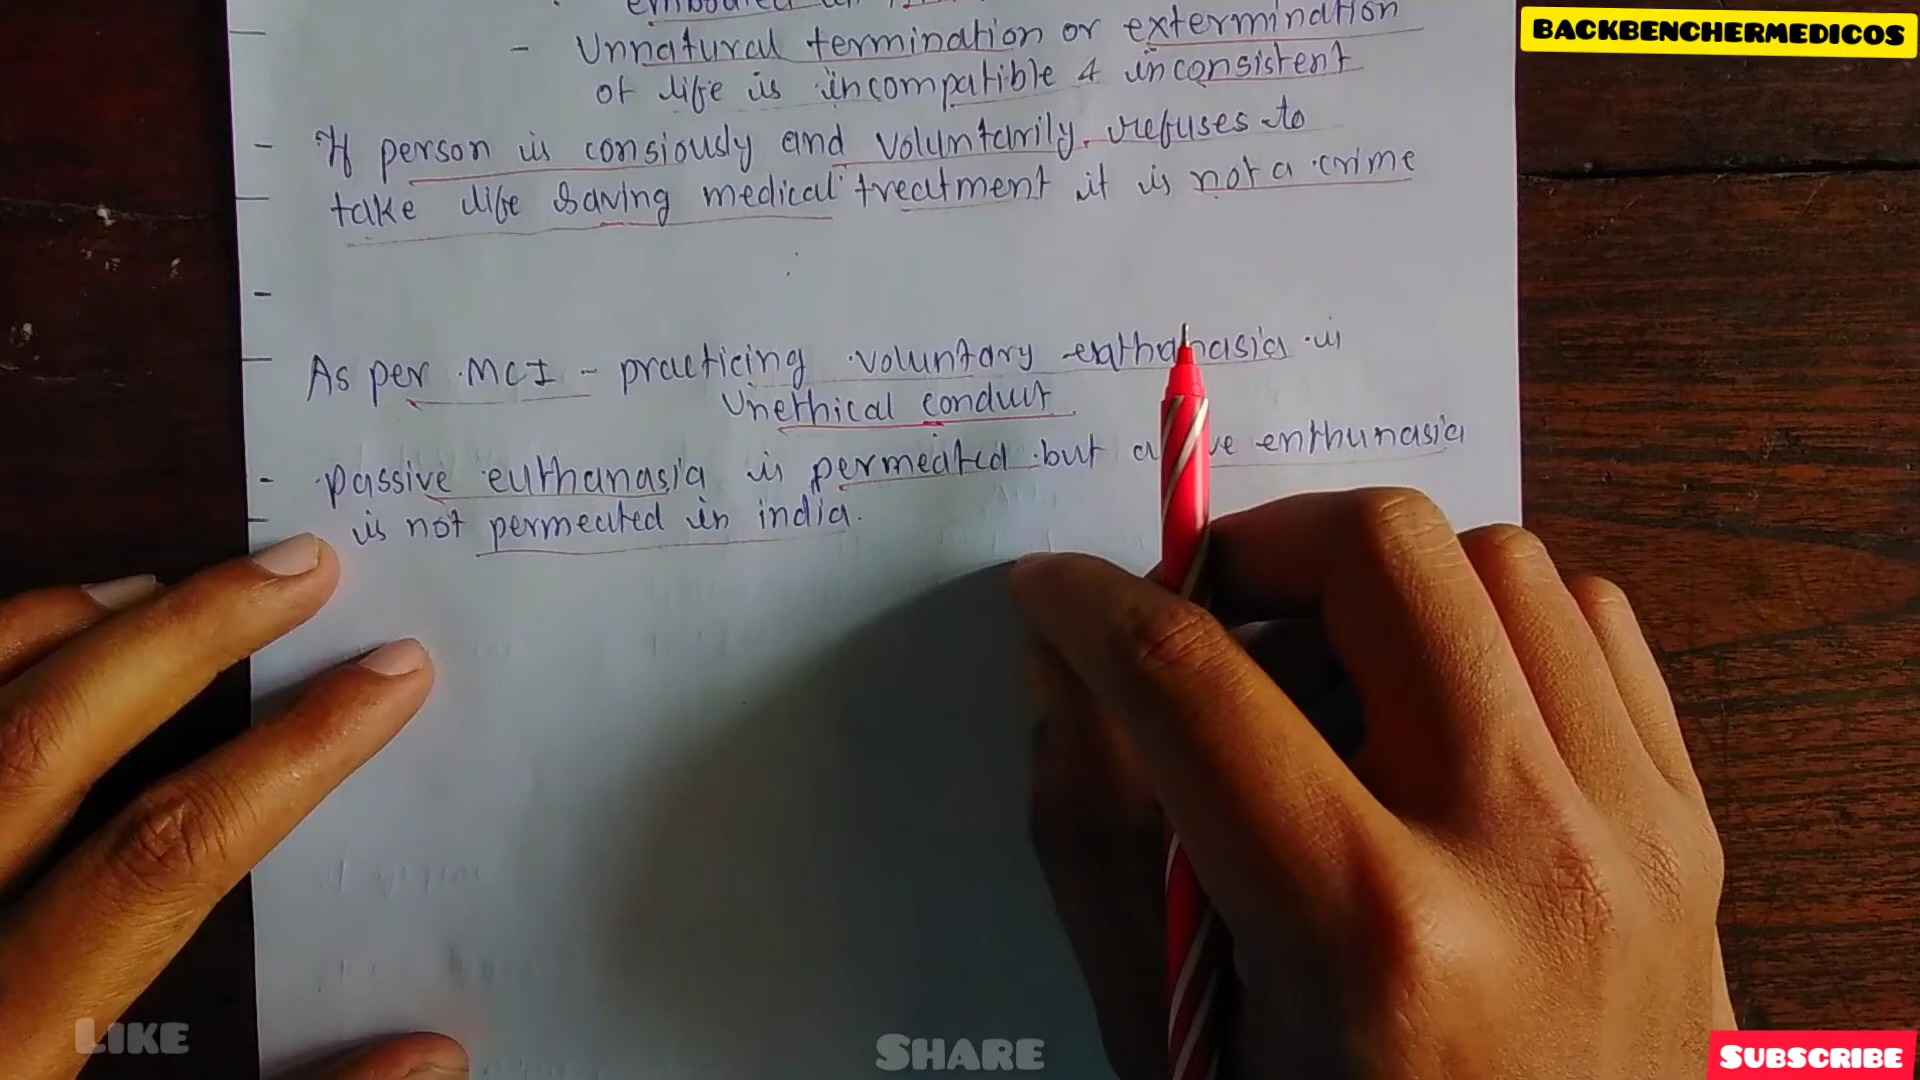 BACKBENCHERMEDICOS
- Unnatural termination or extermination
of life is incompatible & inconsistent
- If person is consiously and voluntarily refuses to
take life saving medical treatment it is not a crime
-
As per MCI - practicing voluntary is
Unethical conduct
- passive euthanasia is permeated but enthunasia
is not permeated in india.
LIKE
SHARE
SUBSCRIBE